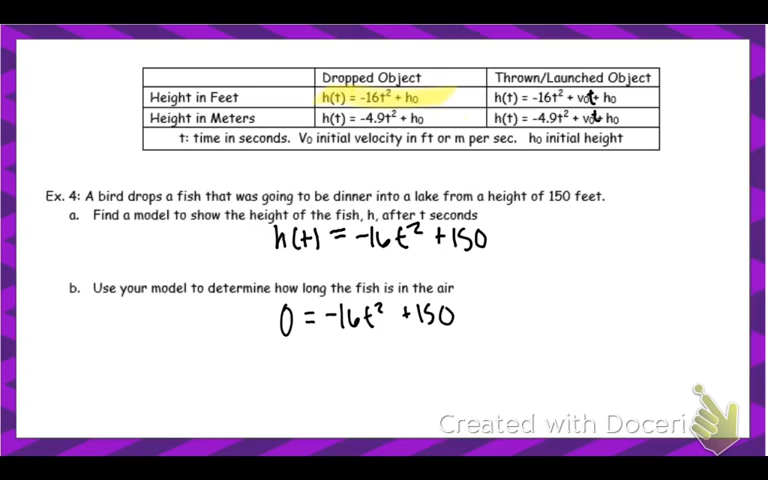 Dropped Object Thrown/Launched Object
Height in Feet h(t) = -16t² + h₀ h(t) = -16t² + v₀t + h₀
Height in Meters h(t) = -4.9t² + h₀ h(t) = -4.9t² + v₀t + h₀
t: time in seconds. V₀ initial velocity in ft or m per sec. h₀ initial height
Ex. 4: A bird drops a fish that was going to be dinner into a lake from a height of 150 feet.
a. Find a model to show the height of the fish, h, after t seconds
h(t) = -16t² +150
b. Use your model to determine how long the fish is in the air
0 = -16t² +150
Created with Doceri